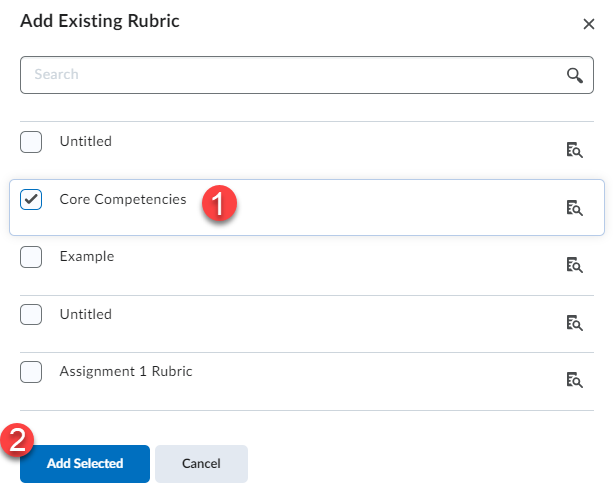 Add Existing Rubric
Search
Untitled
Core Competencies 1
Example
Untitled
Assignment 1 Rubric
2
Add Selected Cancel